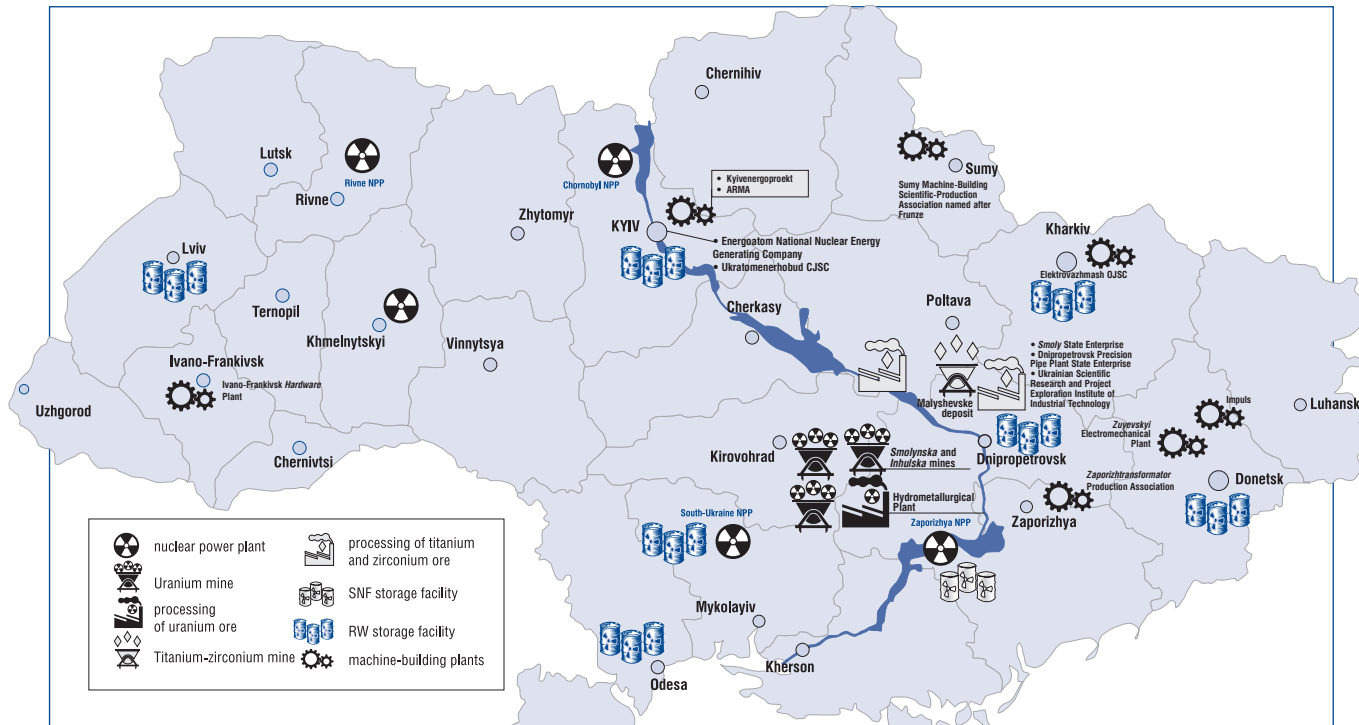 Chernihiv
Lutsk
Rivne NPP
Rivne
Chornobyl NPP
• Kyivenergoproekt
• ARMA
Sumy
Sumy Machine-Building
Scientific-Production
Association named after
Frunze
Zhytomyr
KYIV
• Energoatom National Nuclear Energy
Generating Company
• Ukratomenerhobud CJSC
Kharkiv
Elektrovazhmash OJSC
Lviv
Ternopil
Khmelnytskyi
Vinnytsya
Cherkasy
Poltava
• Smoly State Enterprise
• Dnipropetrovsk Precision
Pipe Plant State Enterprise
• Ukrainian Scientific
Research and Project
Exploration Institute of
Industrial Technology
Malyshevske
deposit
Ivano-Frankivsk
Ivano-Frankivsk Hardware
Plant
Uzhgorod
Chernivtsi
Impuls
Luhansk
Zuyevskyi
Electromechanical
Plant
Kirovohrad
Smolynska and
Inhulska mines
Dnipropetrovsk
Zaporizhtransformator
Production Association
Donetsk
Hydrometallurgical
Plant
Zaporizhya
South-Ukraine NPP
Zaporizhya NPP
Mykolayiv
Kherson
Odesa
nuclear power plant
Uranium mine
processing
of uranium ore
Titanium-zirconium mine
processing of titanium
and zirconium ore
SNF storage facility
RW storage facility
machine-building plants